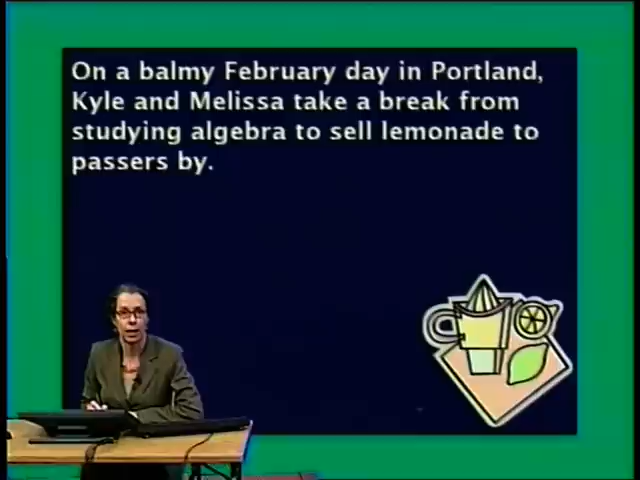 On a balmy February day in Portland,
Kyle and Melissa take a break from
studying algebra to sell lemonade to
passers by.